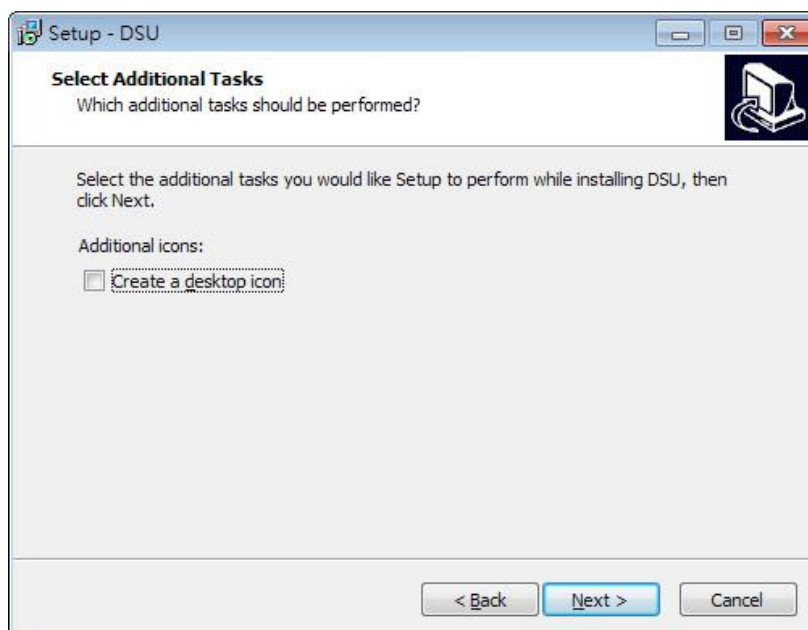 Setup - DSU
Select Additional Tasks
Which additional tasks should be performed?
Select the additional tasks you would like Setup to perform while installing DSU, then
click Next.
Additional icons:
Create a desktop icon
< Back Next > Cancel